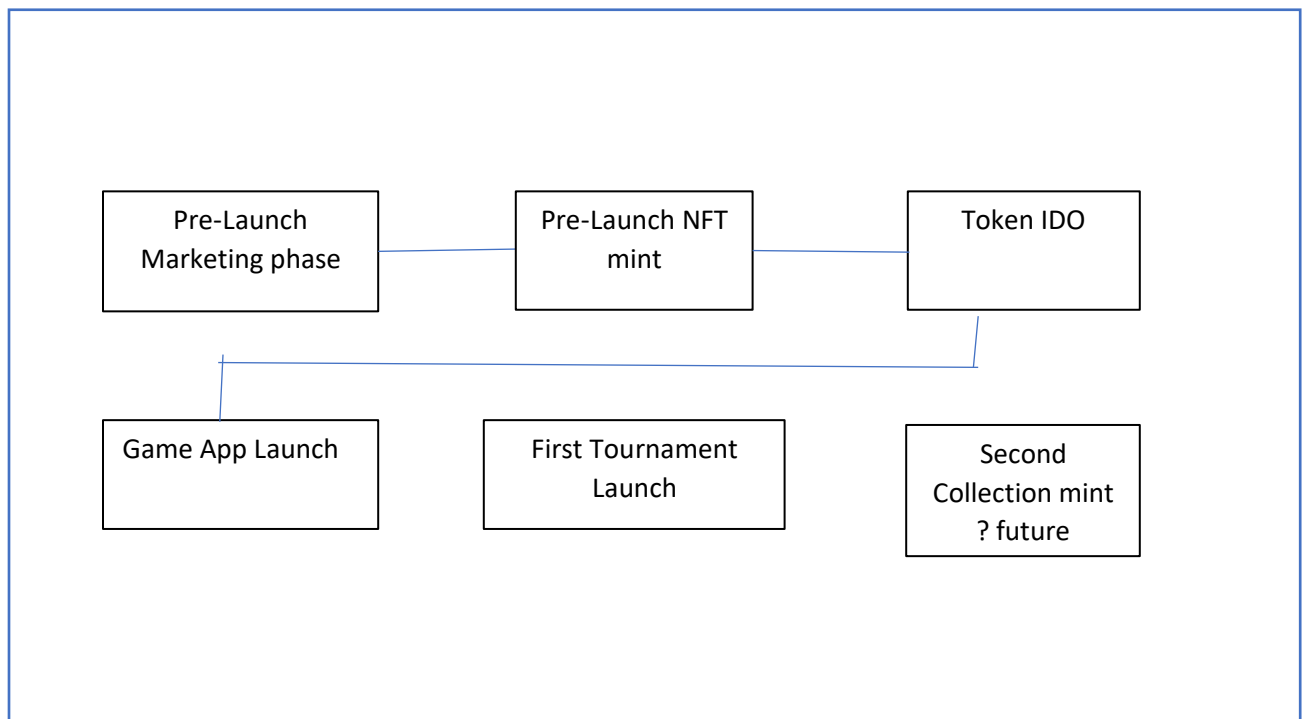 Pre-Launch
Marketing phase
Pre-Launch NFT
mint
Token IDO
Game App Launch
First Tournament
Launch
Second
Collection mint
? future